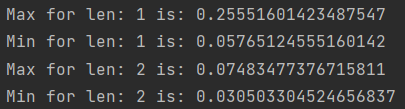 Max for len: 1 is: 0.25551601423487547
Min for len: 1 is: 0.05765124555160142
Max for len: 2 is: 0.07483477376715811
Min for len: 2 is: 0.030503304524656837